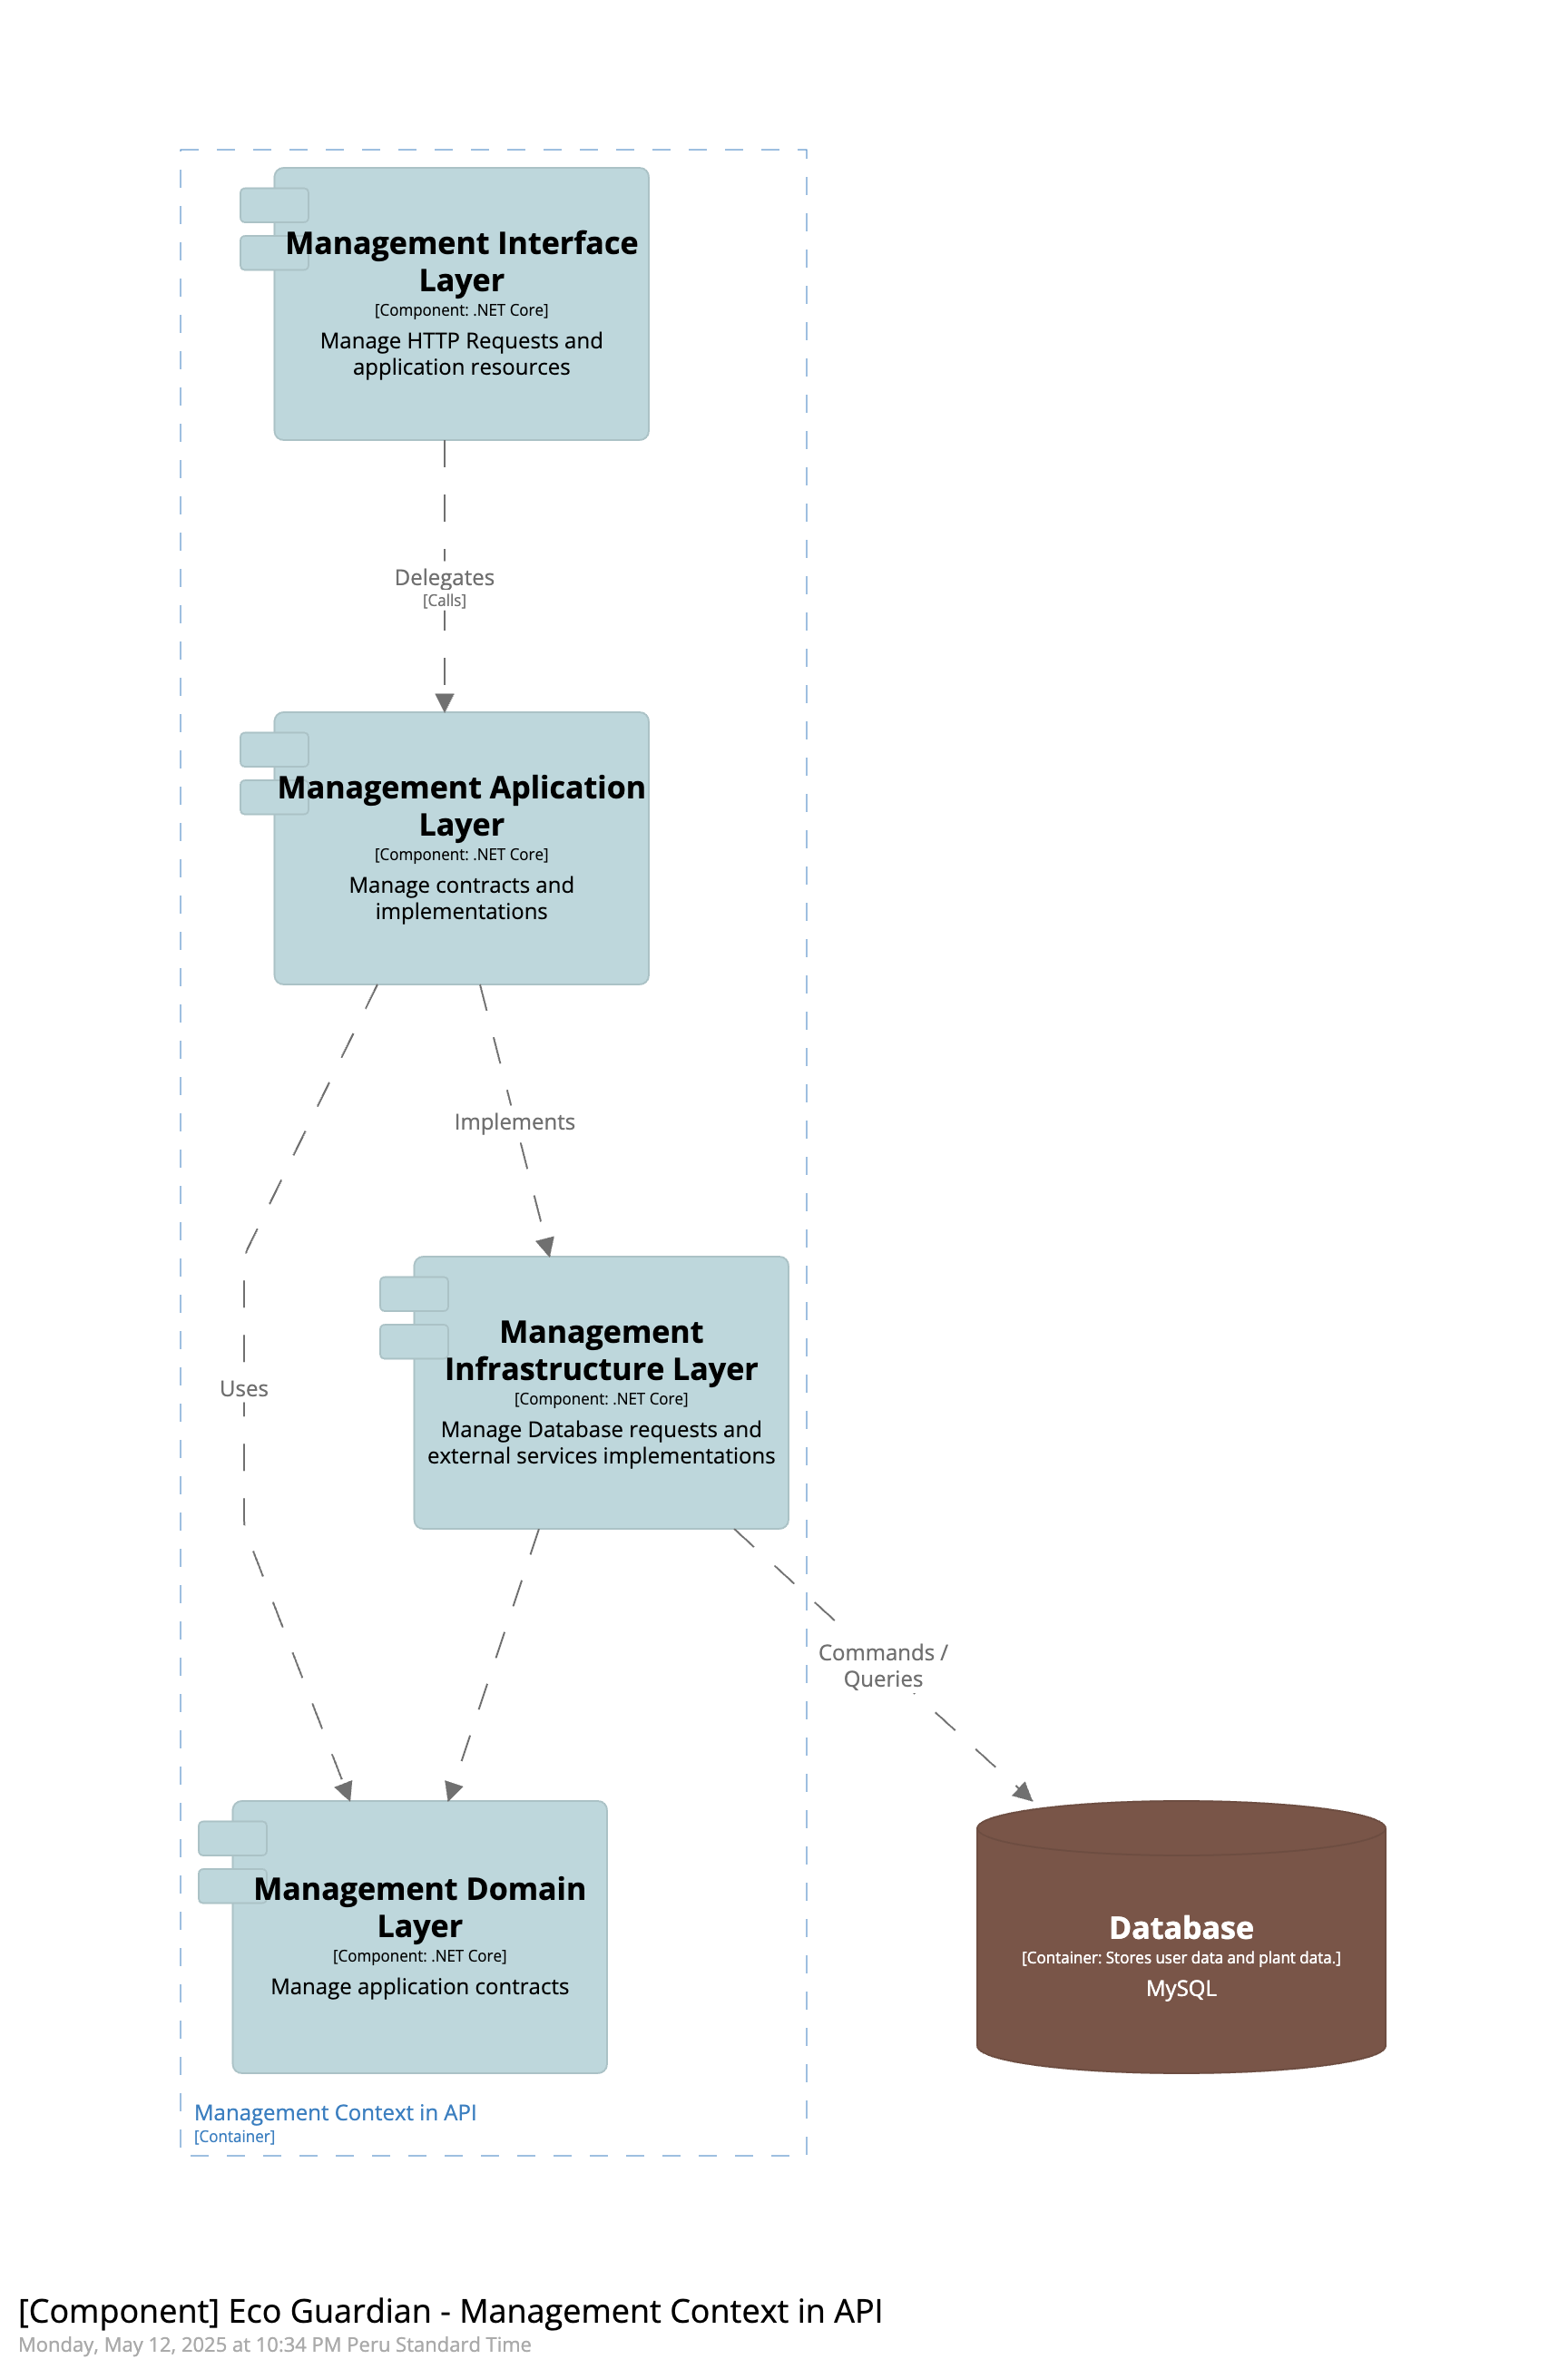 Management Interface
Layer
[Component: .NET Core]
Manage HTTP Requests and
application resources
Delegates
[Calls]
Management Aplication
Layer
[Component: .NET Core]
Manage contracts and
implementations
Implements
Management
Infrastructure Layer
[Component: .NET Core]
Manage Database requests and
external services implementations
Uses
Commands /
Queries
Management Domain
Layer
[Component: .NET Core]
Manage application contracts
Database
[Container: Stores user data and plant data.]
MySQL
Management Context in API
[Container]
[Component] Eco Guardian - Management Context in API
Monday, May 12, 2025 at 10:34 PM Peru Standard Time